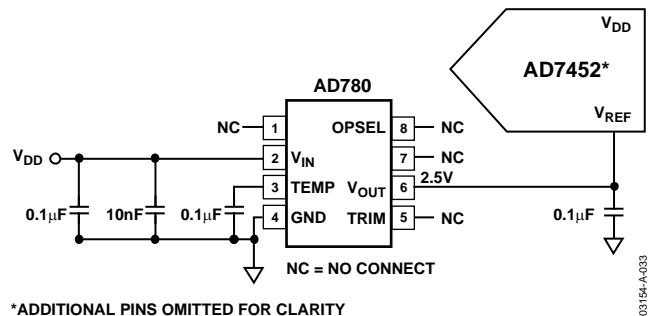 V_DD
AD7452*
AD780
V_REF
NC 1 OPSEL 8 NC
7 NC
V_DD 2 V_IN
3 TEMP V_OUT 6 2.5V
0.1μF 10nF 0.1μF 4 GND TRIM 5 NC 0.1μF
NC = NO CONNECT
*ADDITIONAL PINS OMITTED FOR CLARITY
03154-A-033